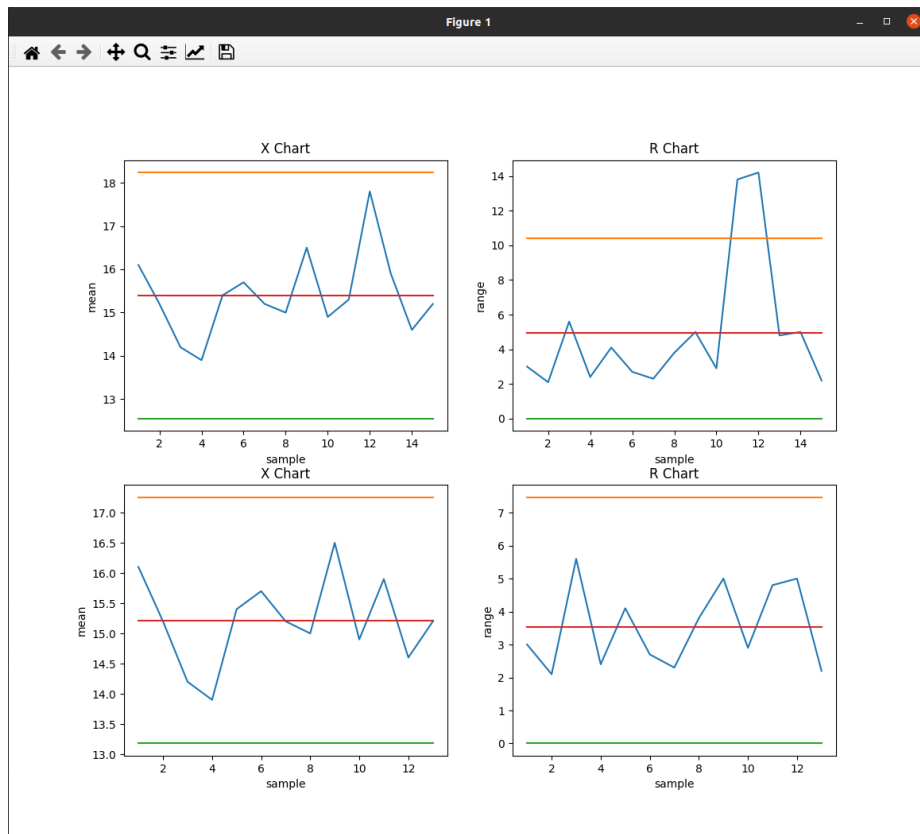 Figure 1
X Chart
mean
18
17
16
15
14
13
2 4 6 8 10 12 14
sample
R Chart
range
14
12
10
8
6
4
2
0
2 4 6 8 10 12 14
sample
X Chart
mean
17.0
16.5
16.0
15.5
15.0
14.5
14.0
13.5
13.0
2 4 6 8 10 12
sample
R Chart
range
7
6
5
4
3
2
1
0
2 4 6 8 10 12
sample